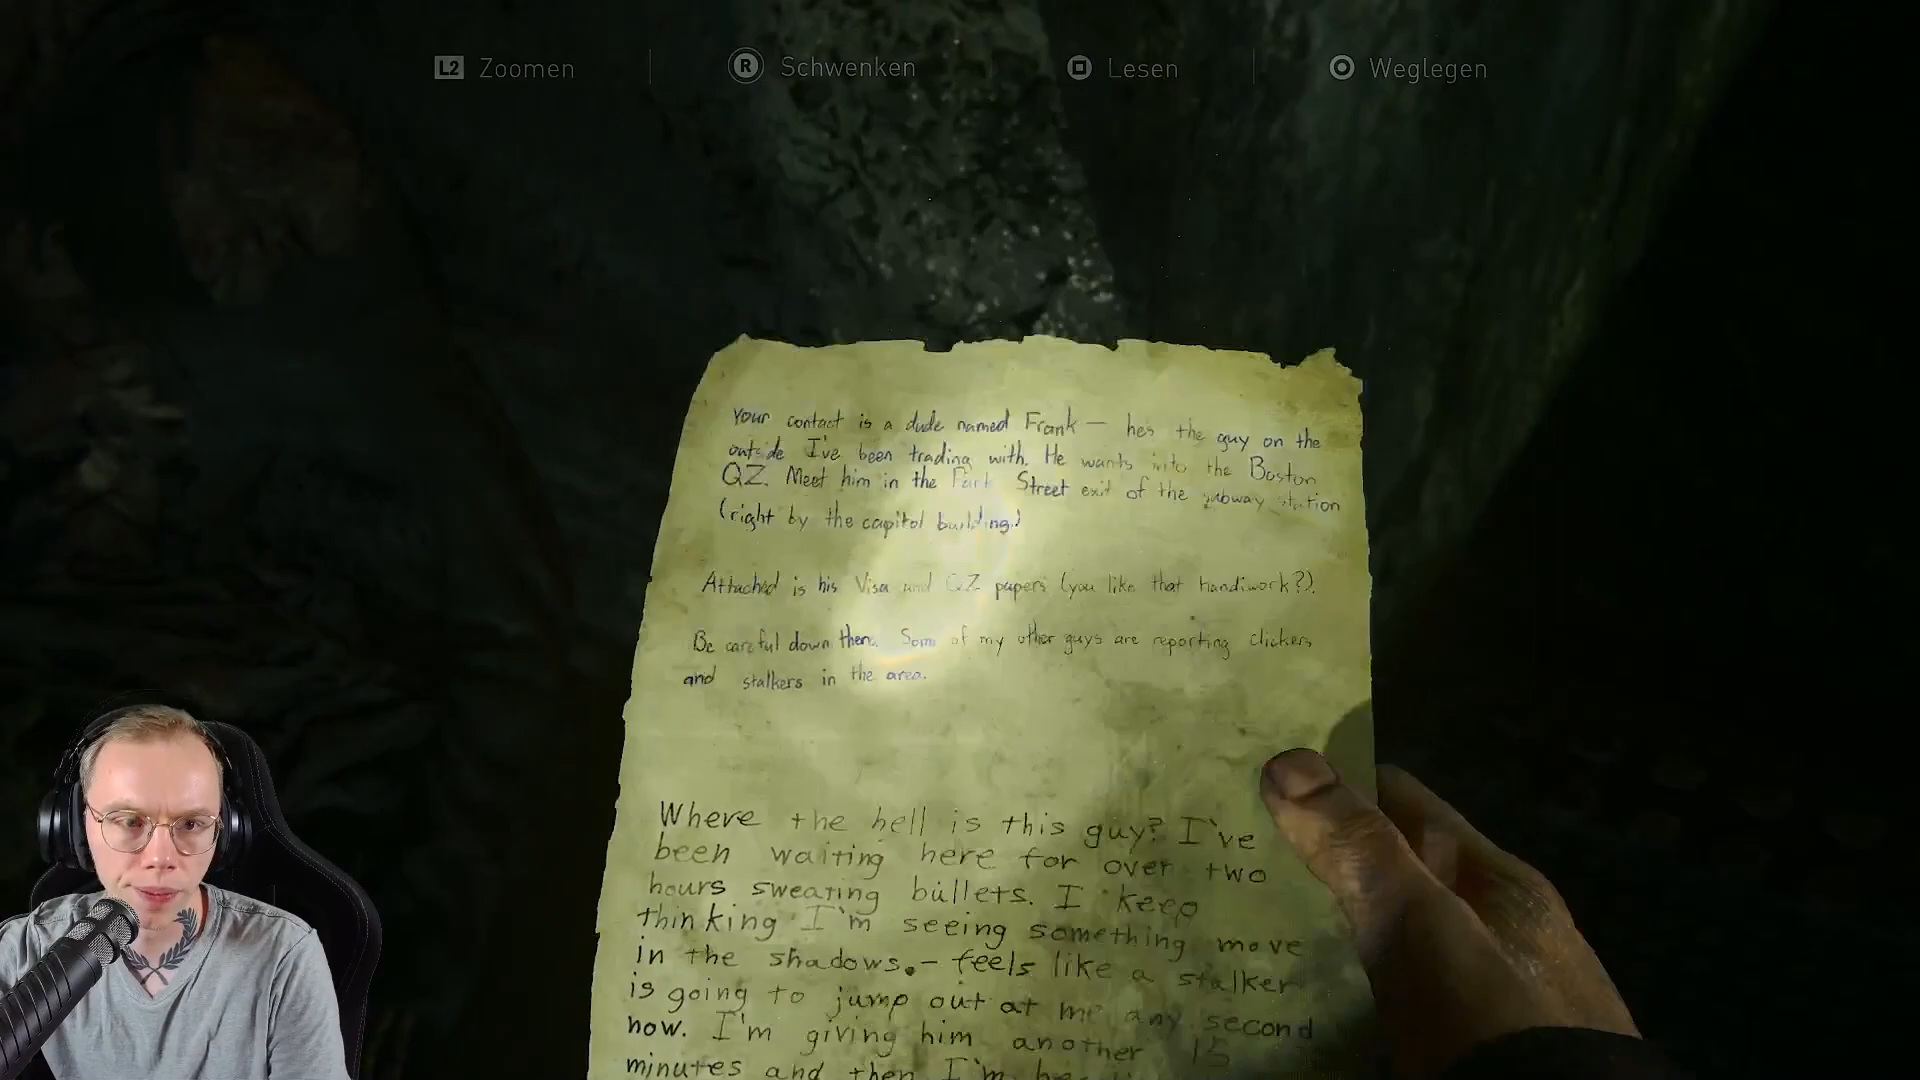 L2 Zoomen R Schwenken Lesen Weglegen
Your contact is a dude named Frank — hes the guy on the
outside I've been trading with. He wants into the Boston
QZ. Meet him in the Park Street exit of the subway station
(right by the capitol building.)
Attached is his Visa and QZ papers (you like that handiwork?).
Be careful down there. Some of my other guys are reporting clickers
and stalkers in the area.
Where the hell is this guy? I've
been waiting here for over two
hours sweating bullets. I keep
thinking I'm seeing something move
in the shadows. - feels like a stalker
is going to jump out at me any second
now. I'm giving him another 15
minutes and then I'm